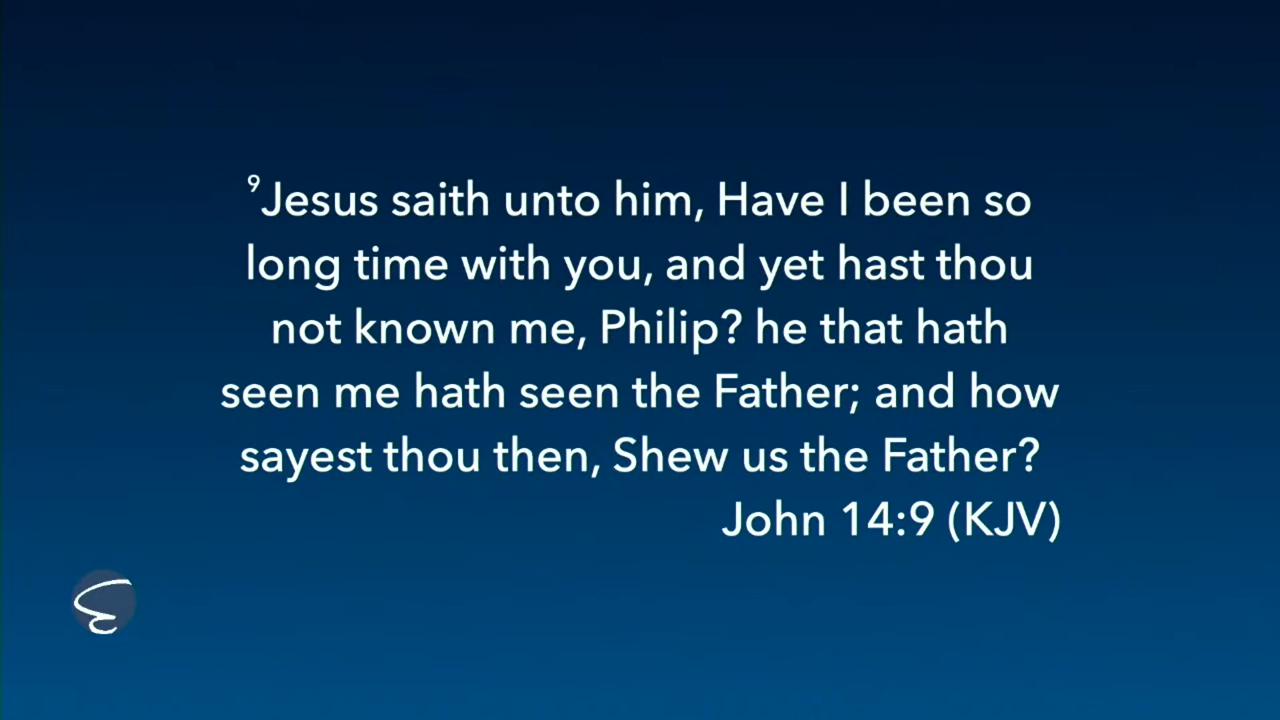 ⁹Jesus saith unto him, Have I been so
long time with you, and yet hast thou
not known me, Philip? he that hath
seen me hath seen the Father; and how
sayest thou then, Shew us the Father?
John 14:9 (KJV)